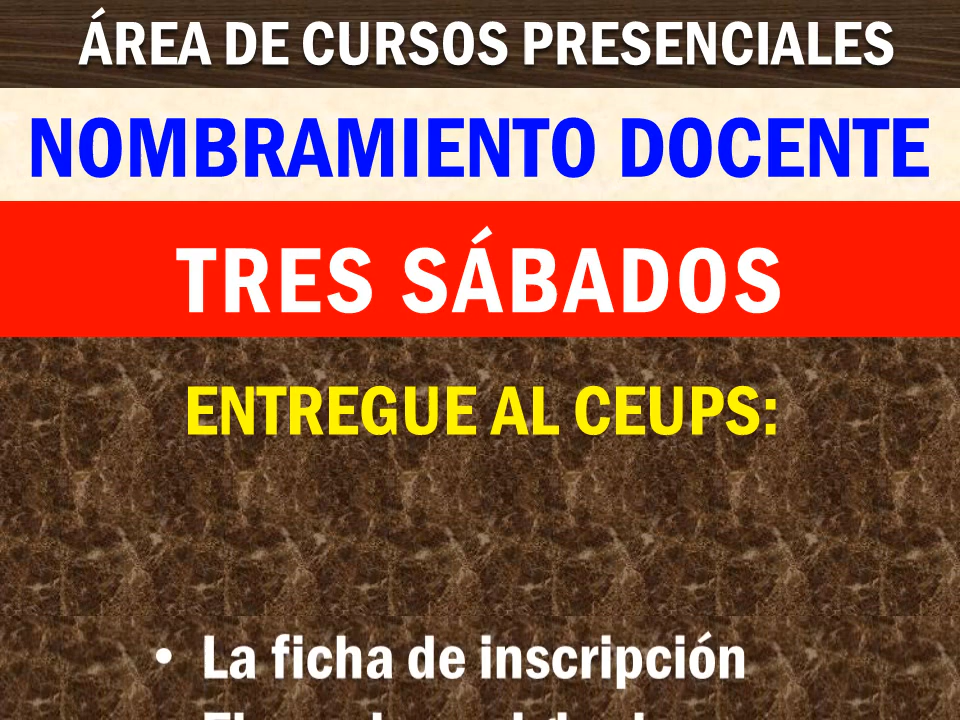 ÁREA DE CURSOS PRESENCIALES
NOMBRAMIENTO DOCENTE
TRES SÁBADOS
ENTREGUE AL CEUPS:
• La ficha de inscripción